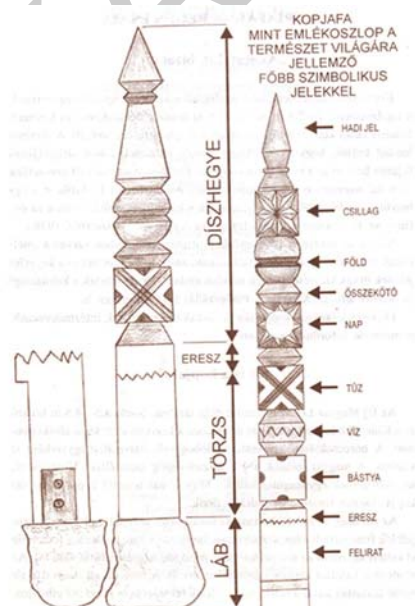 KOPJAFA
MINT EMLÉKOSZLOP A
TERMÉSZET VILÁGÁRA
JELLEMZŐ
FŐBB SZIMBOLIKUS
JELEKKEL
DÍSZHEGYE
ERESZ
TÖRZS
LÁB
HADI JEL
CSILLAG
FÖLD
ÖSSZEKÖTŐ
NAP
TŰZ
VÍZ
BÁSTYA
ERESZ
FELIRAT